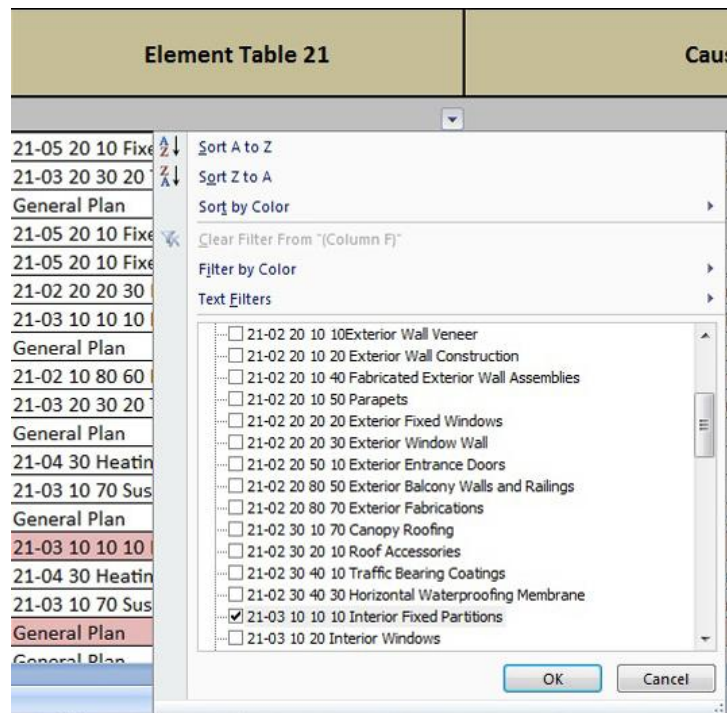 Element Table 21
Caus
21-05 20 10 Fixe
21-03 20 30 20
General Plan
21-05 20 10 Fixe
21-05 20 10 Fixe
21-02 20 20 30
21-03 10 10 10
General Plan
21-02 10 80 60
21-03 20 30 20
General Plan
21-04 30 Heatin
21-03 10 70 Sus
General Plan
21-03 10 10 10
21-04 30 Heatin
21-03 10 70 Sus
General Plan
General Plan
Sort A to Z
Sort Z to A
Sort by Color
Clear Filter From "(Column F)"
Filter by Color
Text Filters
21-02 20 10 10Exterior Wall Veneer
21-02 20 10 20 Exterior Wall Construction
21-02 20 10 40 Fabricated Exterior Wall Assemblies
21-02 20 10 50 Parapets
21-02 20 20 20 Exterior Fixed Windows
21-02 20 20 30 Exterior Window Wall
21-02 20 50 10 Exterior Entrance Doors
21-02 20 80 50 Exterior Balcony Walls and Railings
21-02 20 80 70 Exterior Fabrications
21-02 30 10 70 Canopy Roofing
21-02 30 20 10 Roof Accessories
21-02 30 40 10 Traffic Bearing Coatings
21-02 30 40 30 Horizontal Waterproofing Membrane
21-03 10 10 10 Interior Fixed Partitions
21-03 10 20 Interior Windows
OK
Cancel